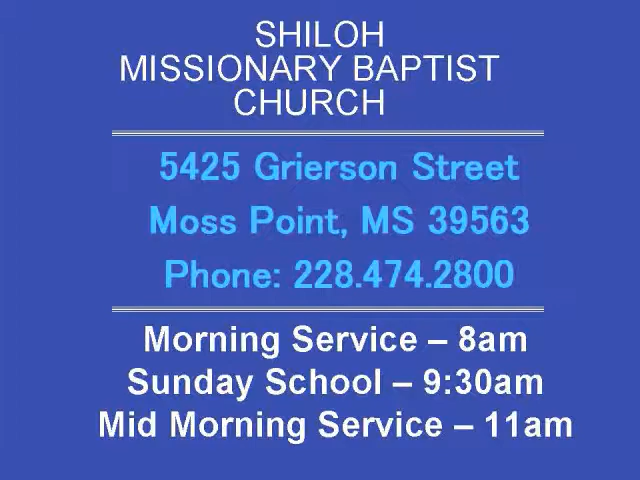 SHILOH
MISSIONARY BAPTIST
CHURCH
5425 Grierson Street
Moss Point, MS 39563
Phone: 228.474.2800
Morning Service – 8am
Sunday School – 9:30am
Mid Morning Service – 11am